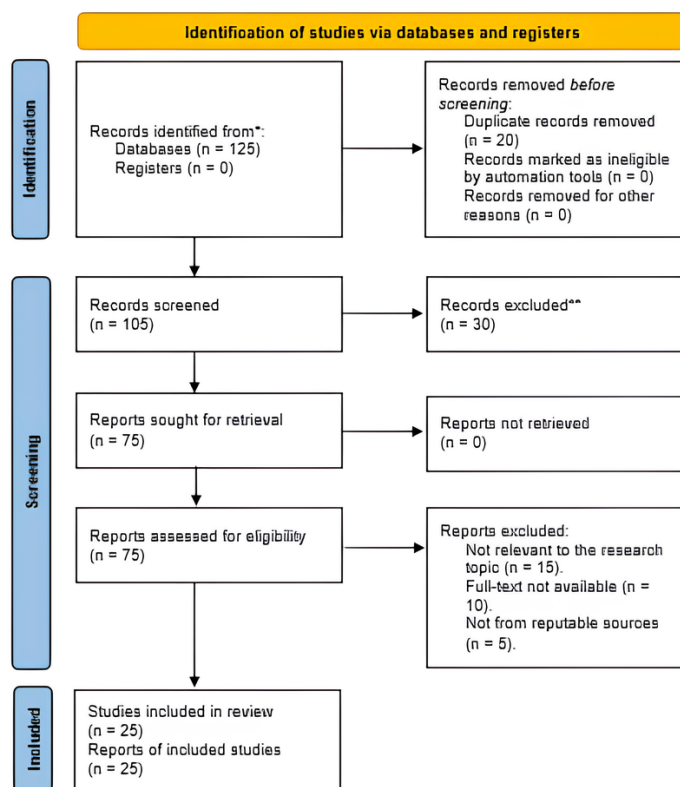 Identification of studies via databases and registers
Identification
Records identified from*:
Databases (n = 125)
Registers (n = 0)
Records removed before
screening:
Duplicate records removed
(n = 20)
Records marked as ineligible
by automation tools (n = 0)
Records removed for other
reasons (n = 0)
Screening
Records screened
(n = 105)
Records excluded**
(n = 30)
Reports sought for retrieval
(n = 75)
Reports not retrieved
(n = 0)
Reports assessed for eligibility
(n = 75)
Reports excluded:
Not relevant to the research
topic (n = 15).
Full-text not available (n =
10).
Not from reputable sources
(n = 5).
Included
Studies included in review
(n = 25)
Reports of included studies
(n = 25)